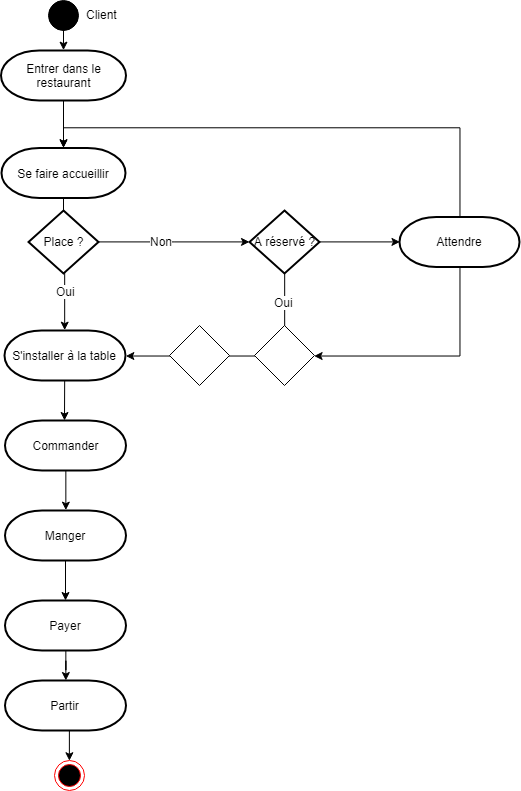 Client
Entrer dans le
restaurant
Se faire accueillir
Place ?
Non
A réservé ?
Attendre
Oui
Oui
S'installer à la table
Commander
Manger
Payer
Partir